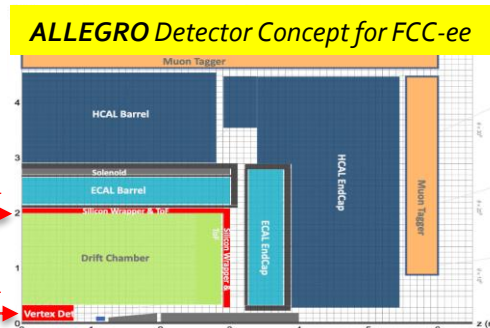 ALLEGRO Detector Concept for FCC-ee
Muon Tagger
4
HCAL Barrel
3
Solenoid
ECAL Barrel
2
Silicon Wrapper & ToF
Drift Chamber
Silicon Wrapper &
ToF
ECAL EndCap
HCAL EndCap
Muon Tagger
1
Vertex Det
0